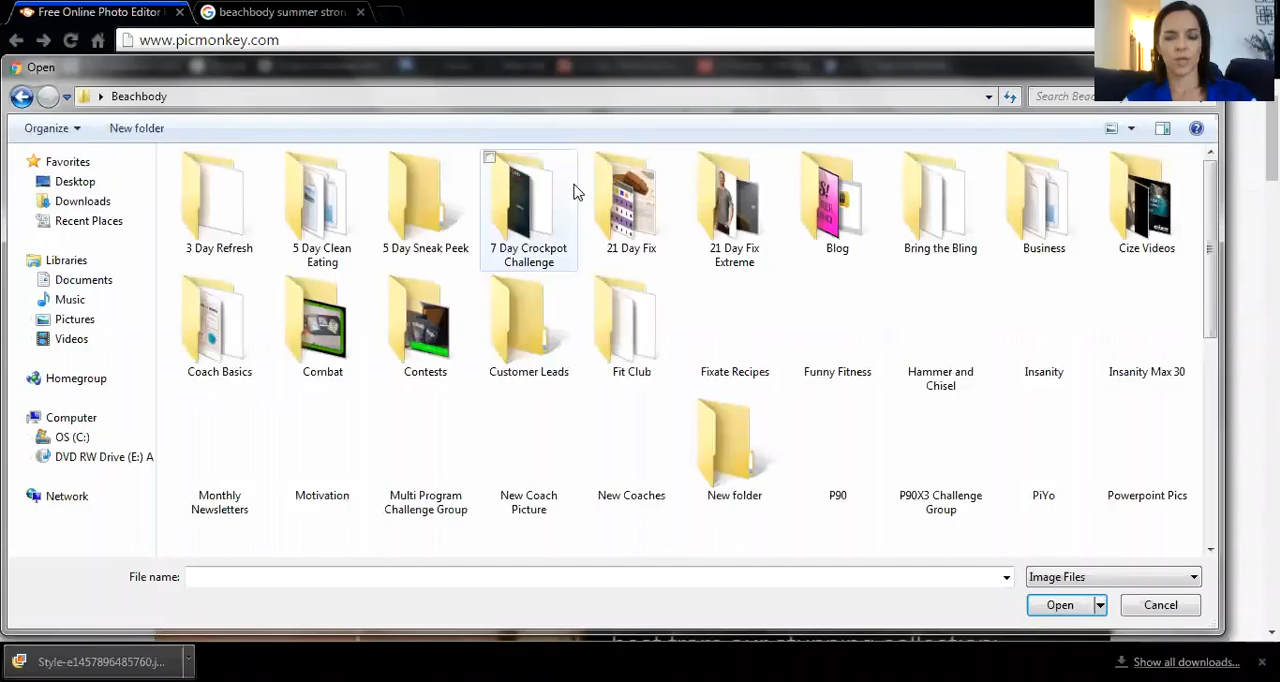 Free Online Photo Editor
beachbody summer stron
www.picmonkey.com
Open
Beachbody
Search Bea
Organize
New folder
Favorites
Desktop
Downloads
Recent Places
Libraries
Documents
Music
Pictures
Videos
Homegroup
Computer
OS (C:)
DVD RW Drive (E:) A
Network
3 Day Refresh
5 Day Clean
Eating
5 Day Sneak Peek
7 Day Crockpot
Challenge
21 Day Fix
21 Day Fix
Extreme
Blog
Bring the Bling
Business
Cize Videos
Coach Basics
Combat
Contests
Customer Leads
Fit Club
Fixate Recipes
Funny Fitness
Hammer and
Chisel
Insanity
Insanity Max 30
Monthly
Newsletters
Motivation
Multi Program
Challenge Group
New Coach
Picture
New Coaches
New folder
P90
P90X3 Challenge
Group
PiYo
Powerpoint Pics
File name:
Image Files
Open
Cancel
Style-e1457896485760.j...
Show all downloads...